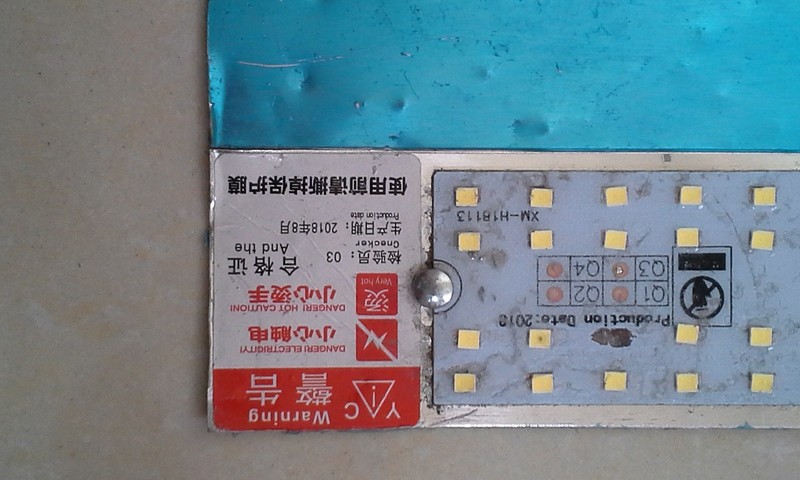 Y C Warning
警告
DANGER! ELECTRICITY!
小心触电
DANGER! HOT CAUTION!
小心烫手
烫
Very hot
检验员: 03
Cnecker
合格证
And the
生产日期: 2018年8月
Production date
使用前请撕掉保护膜
Production Date:2018
Q1 Q2
Q3 Q4
XM-H18113